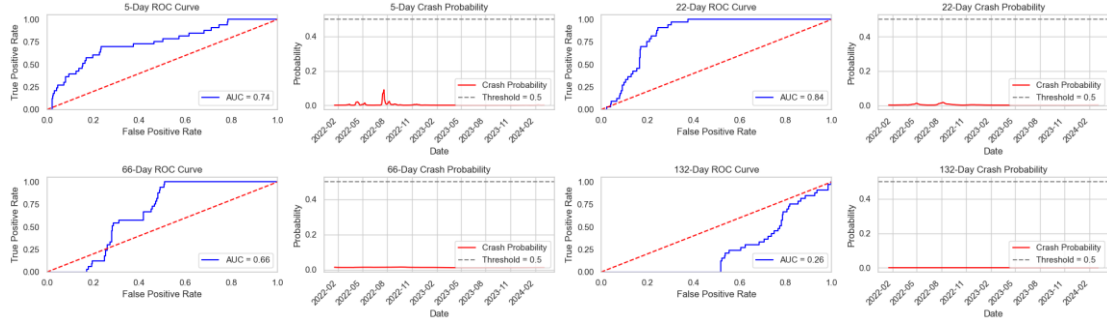 5-Day ROC Curve
True Positive Rate
1.00
0.75
0.50
0.25
0.00
0.0 0.2 0.4 0.6 0.8 1.0
False Positive Rate
AUC = 0.74
5-Day Crash Probability
Probability
0.4
0.2
0.0
2022-02 2022-05 2022-08 2022-11 2023-02 2023-05 2023-08 2023-11 2024-02
Date
Crash Probability
Threshold = 0.5
22-Day ROC Curve
True Positive Rate
1.00
0.75
0.50
0.25
0.00
0.0 0.2 0.4 0.6 0.8 1.0
False Positive Rate
AUC = 0.84
22-Day Crash Probability
Probability
0.4
0.2
0.0
2022-02 2022-05 2022-08 2022-11 2023-02 2023-05 2023-08 2023-11 2024-02
Date
Crash Probability
Threshold = 0.5
66-Day ROC Curve
True Positive Rate
1.00
0.75
0.50
0.25
0.00
0.0 0.2 0.4 0.6 0.8 1.0
False Positive Rate
AUC = 0.66
66-Day Crash Probability
Probability
0.4
0.2
0.0
2022-02 2022-05 2022-08 2022-11 2023-02 2023-05 2023-08 2023-11 2024-02
Date
Crash Probability
Threshold = 0.5
132-Day ROC Curve
True Positive Rate
1.00
0.75
0.50
0.25
0.00
0.0 0.2 0.4 0.6 0.8 1.0
False Positive Rate
AUC = 0.26
132-Day Crash Probability
Probability
0.4
0.2
0.0
2022-02 2022-05 2022-08 2022-11 2023-02 2023-05 2023-08 2023-11 2024-02
Date
Crash Probability
Threshold = 0.5